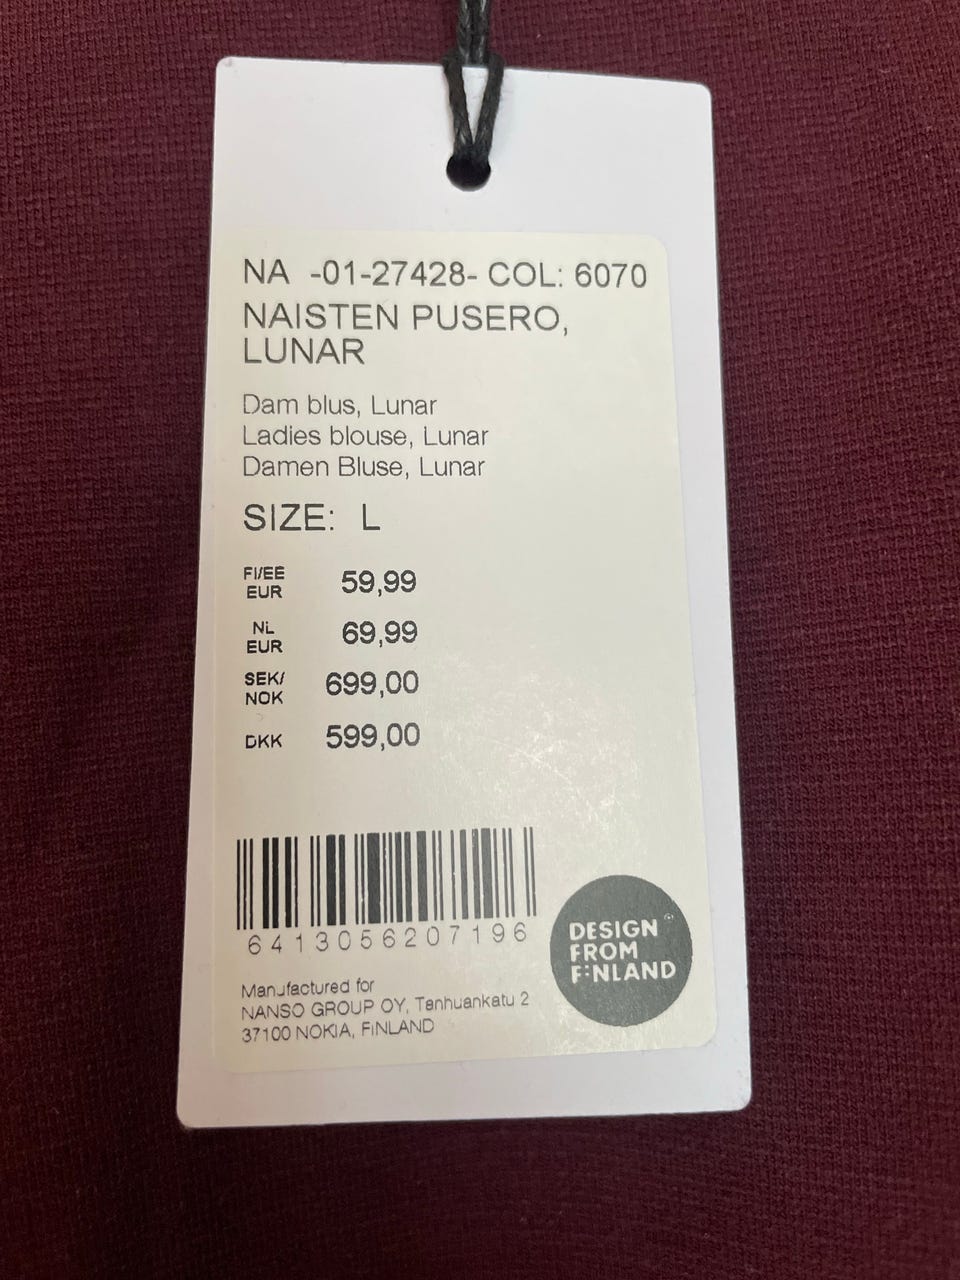 NA -01-27428- COL: 6070
NAISTEN PUSERO,
LUNAR
Dam blus, Lunar
Ladies blouse, Lunar
Damen Bluse, Lunar
SIZE: L
FI/EE
EUR 59,99
NL
EUR 69,99
SEK/
NOK 699,00
DKK 599,00
6413056207196
DESIGN ®
FROM
FINLAND
Manufactured for
NANSO GROUP OY, Tanhuankatu 2
37100 NOKIA, FINLAND